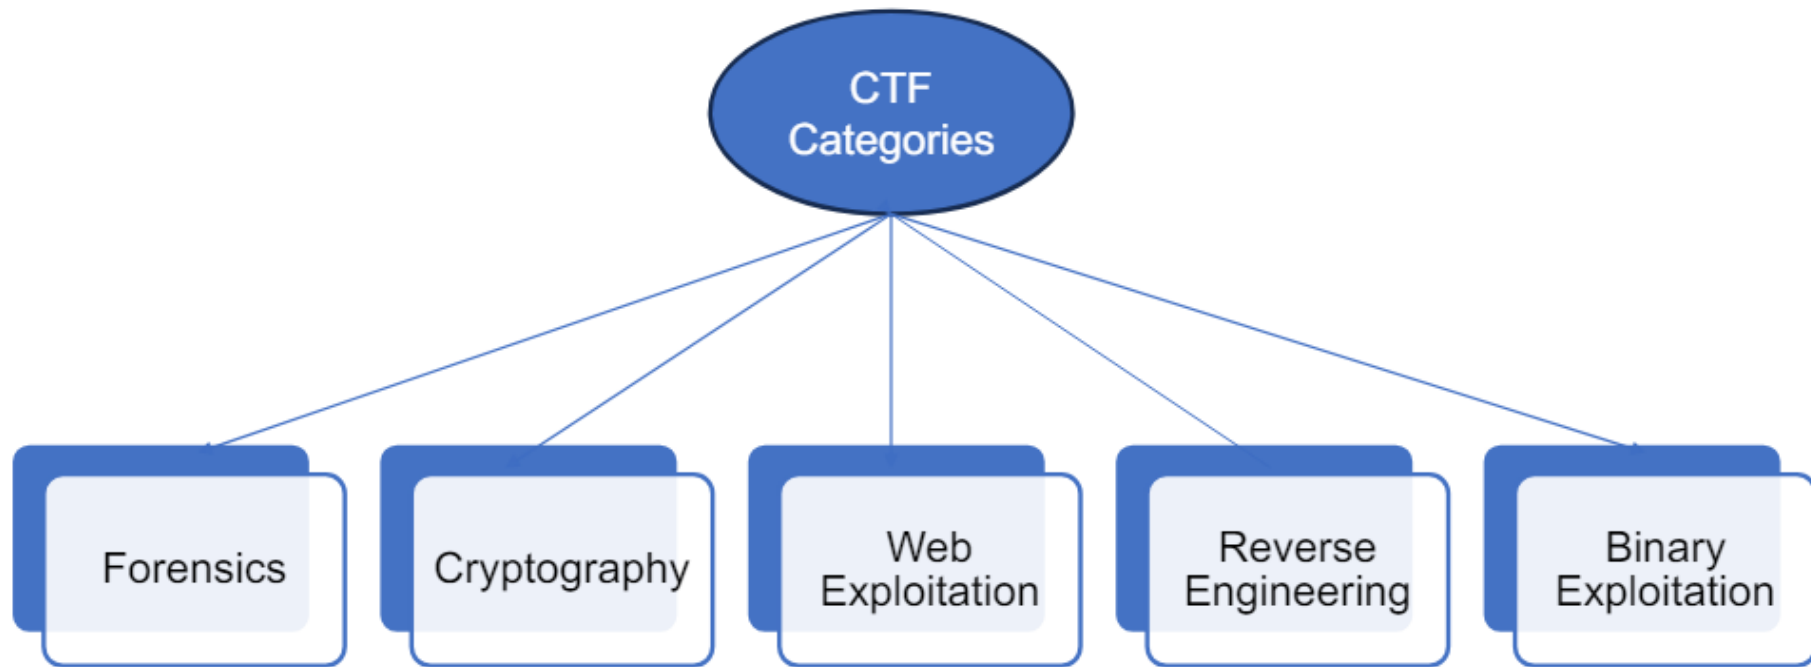 CTF
Categories
Forensics
Cryptography
Web
Exploitation
Reverse
Engineering
Binary
Exploitation